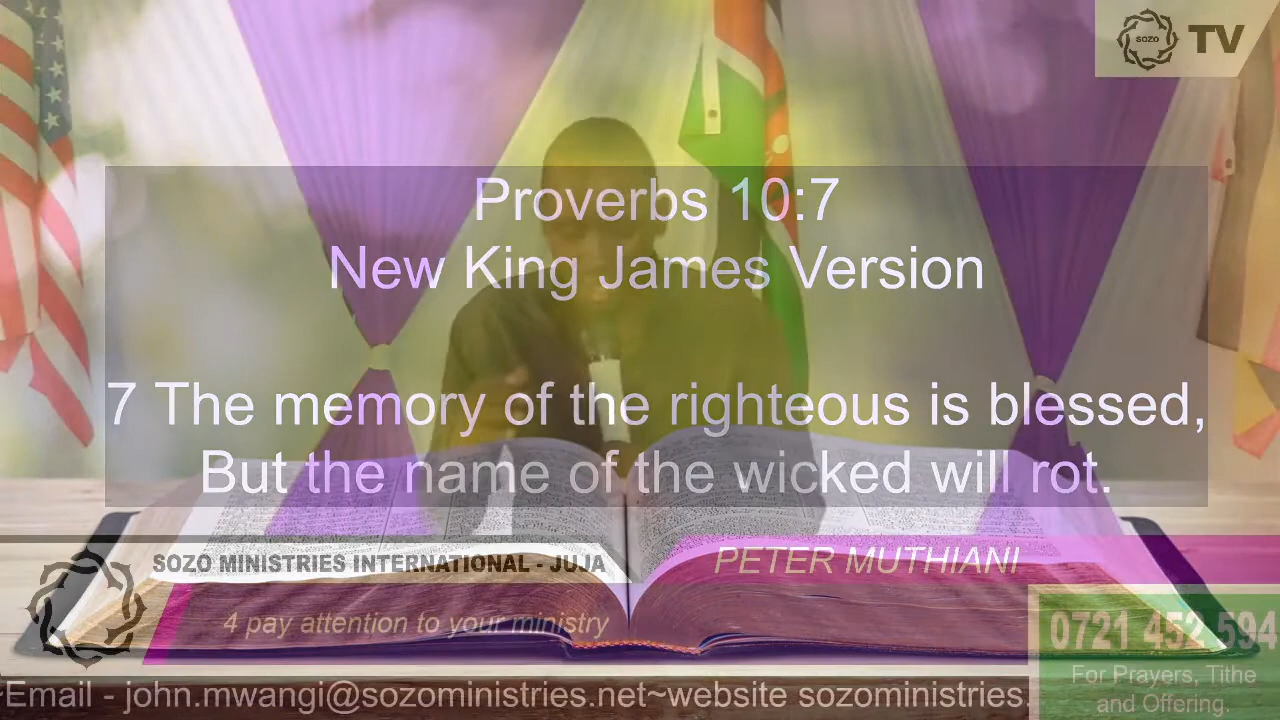 SOZO
TV
Proverbs 10:7
New King James Version
7 The memory of the righteous is blessed,
But the name of the wicked will rot.
SOZO MINISTRIES INTERNATIONAL - JUJA
PETER MUTHIANI
4 pay attention to your ministry
0721 452 594
For Prayers, Tithe
and Offering.
Email - john.mwangi@sozoministries.net~website sozoministries.